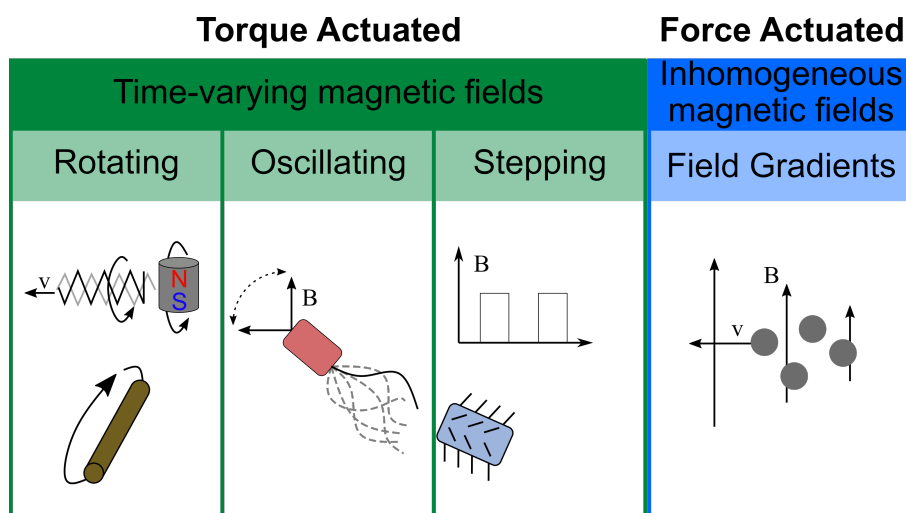 Torque Actuated
Force Actuated
Time-varying magnetic fields
Inhomogeneous
magnetic fields
Rotating
Oscillating
Stepping
Field Gradients
v
N
S
B
B
B
v